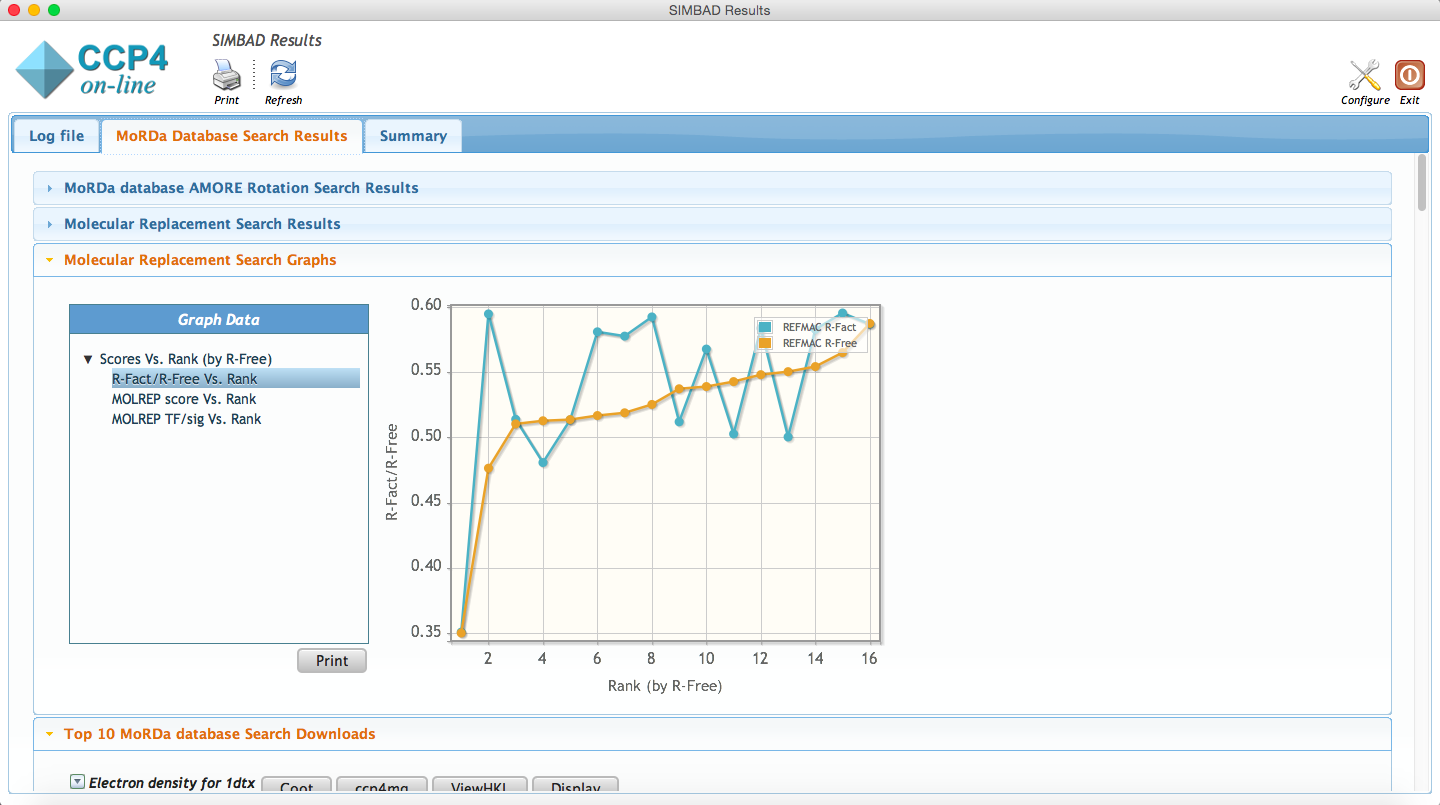 SIMBAD Results
CCP4
on-line
SIMBAD Results
Print
Refresh
Configure
Exit
Log file
MoRDa Database Search Results
Summary
MoRDa database AMORE Rotation Search Results
Molecular Replacement Search Results
Molecular Replacement Search Graphs
Graph Data
▼ Scores Vs. Rank (by R-Free)
R-Fact/R-Free Vs. Rank
MOLREP score Vs. Rank
MOLREP TF/sig Vs. Rank
Print
R-Fact/R-Free
0.60
0.55
0.50
0.45
0.40
0.35
REFMAC R-Fact
REFMAC R-Free
2 4 6 8 10 12 14 16
Rank (by R-Free)
Top 10 MoRDa database Search Downloads
Electron density for 1dtx
Coot
ccp4mg
ViewHKL
Display